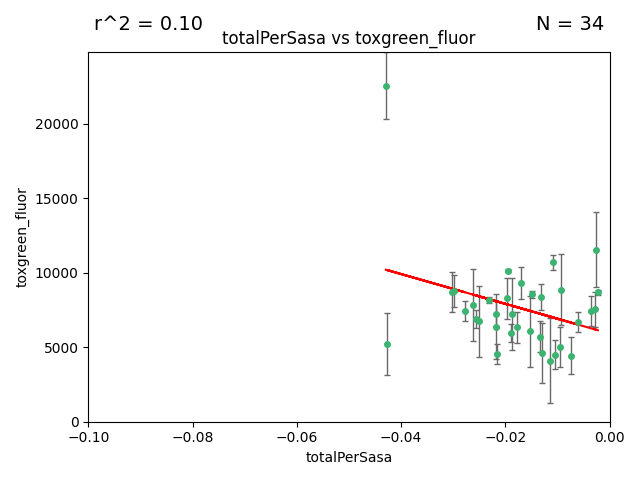 r^2 = 0.10
N = 34
totalPerSasa vs toxgreen_fluor
20000
15000
10000
5000
0
toxgreen_fluor
−0.10
−0.08
−0.06
−0.04
−0.02
0.00
totalPerSasa